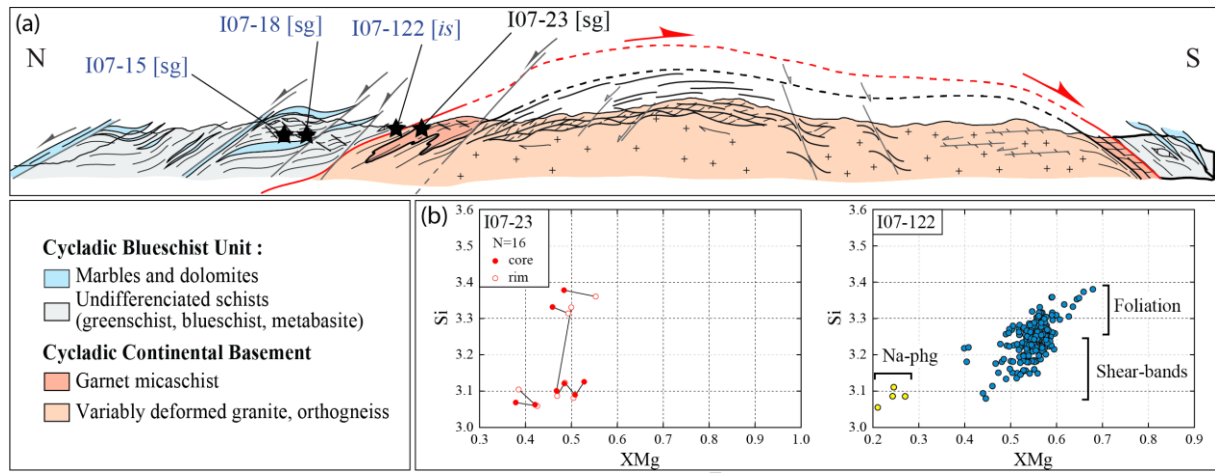 (a)
N
I07-15 [sg]
I07-18 [sg]
I07-122 [is]
I07-23 [sg]
S
Cycladic Blueschist Unit :
Marbles and dolomites
Undifferenciated schists
(greenschist, blueschist, metabasite)
Cycladic Continental Basement
Garnet micaschist
Variably deformed granite, orthogneiss
(b)
I07-23
N=16
core
rim
Si
3.6
3.5
3.4
3.3
3.2
3.1
3.0
0.3 0.4 0.5 0.6 0.7 0.8 0.9 1.0
XMg
I07-122
Si
3.6
3.5
3.4
3.3
3.2
3.1
3.0
Foliation
Na-phg
Shear-bands
0.2 0.3 0.4 0.5 0.6 0.7 0.8 0.9
XMg